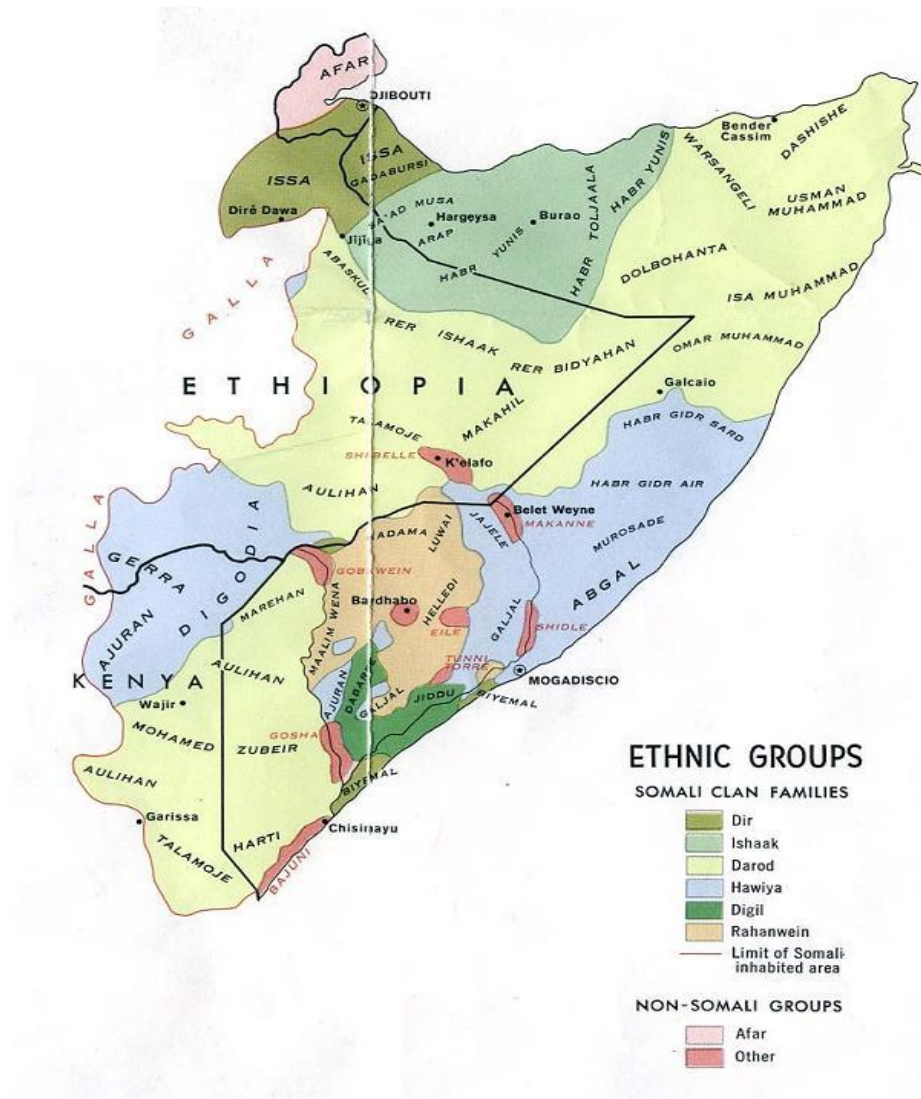 AFAR
DJIBOUTI
ISSA
ISSA
GADABURSI
Diré Dawa
Jijiga
SA'AD MUSA
Hargeysa
ARAP
HABR YUNIS
Burao
HABR TOLJAALA
HABR YUNIS
WARSANGELI
Bender
Cassim
DASHISHE
USMAN
MUHAMMAD
DOLBOHANTA
ISA MUHAMMAD
OMAR MUHAMMAD
GALLA
ABASKUL
RER ISHAAK
RER BIDYAHAN
ETHIOPIA
Galcaio
TALAMOJE
MAKAHIL
HABR GIDR SARD
SHIBELLE
K'elafo
AULIHAN
HABR GIDR AIR
Belet Weyne
MAKANNE
MUROSADE
ABGAL
GALLA
GERRA
DIGODIA
AJURAN
HADAMA
LUWAI
JAJELE
GOBAWEIN
MAREHAN
MAALIM WENA
Bardhabo
HELLEDI
EILE
GALJAL
SHIDLE
TUNNI
TORRE
MOGADISCIO
KENYA
AULIHAN
Wajir
AJURAN
DABARRE
GALJAL
JIDDU
BIYEMAL
MOHAMED ZUBEIR
GOSHA
BIYEMAL
AULIHAN
Garissa
TALAMOJE
HARTI
Chisimayu
BAJUNI
ETHNIC GROUPS
SOMALI CLAN FAMILIES
Dir
Ishaak
Darod
Hawiya
Digil
Rahanwein
Limit of Somali-
inhabited area
NON-SOMALI GROUPS
Afar
Other